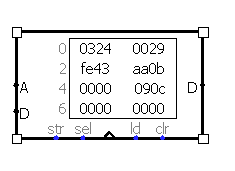 0 0324 0029
2 fe43 aa0b
A 4 0000 090c D
D 6 0000 0000
str sel ld clr